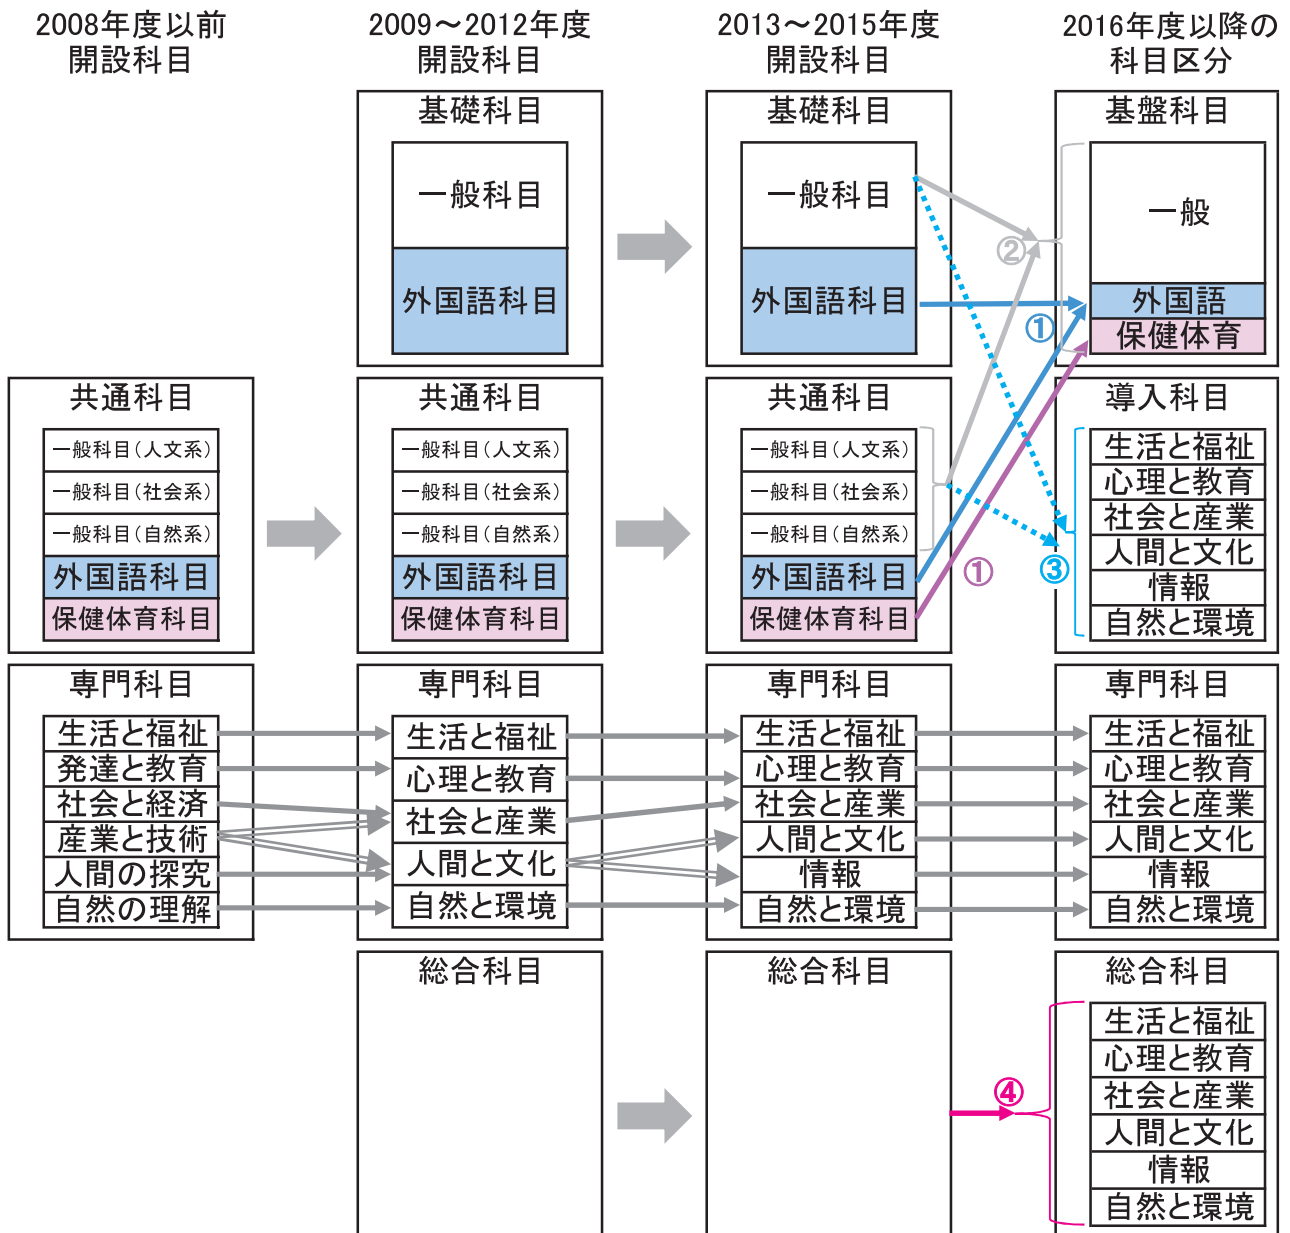 2008年度以前
開設科目
共通科目
一般科目(人文系)
一般科目(社会系)
一般科目(自然系)
外国語科目
保健体育科目
専門科目
生活と福祉
発達と教育
社会と経済
産業と技術
人間の探究
自然の理解
2009～2012年度
開設科目
基礎科目
一般科目
外国語科目
共通科目
一般科目(人文系)
一般科目(社会系)
一般科目(自然系)
外国語科目
保健体育科目
専門科目
生活と福祉
心理と教育
社会と産業
人間と文化
自然と環境
総合科目
2013～2015年度
開設科目
基礎科目
一般科目
外国語科目
共通科目
一般科目(人文系)
一般科目(社会系)
一般科目(自然系)
外国語科目
保健体育科目
専門科目
生活と福祉
心理と教育
社会と産業
人間と文化
情報
自然と環境
総合科目
②
①
①
③
④
2016年度以降の
科目区分
基盤科目
一般
外国語
保健体育
導入科目
生活と福祉
心理と教育
社会と産業
人間と文化
情報
自然と環境
専門科目
生活と福祉
心理と教育
社会と産業
人間と文化
情報
自然と環境
総合科目
生活と福祉
心理と教育
社会と産業
人間と文化
情報
自然と環境